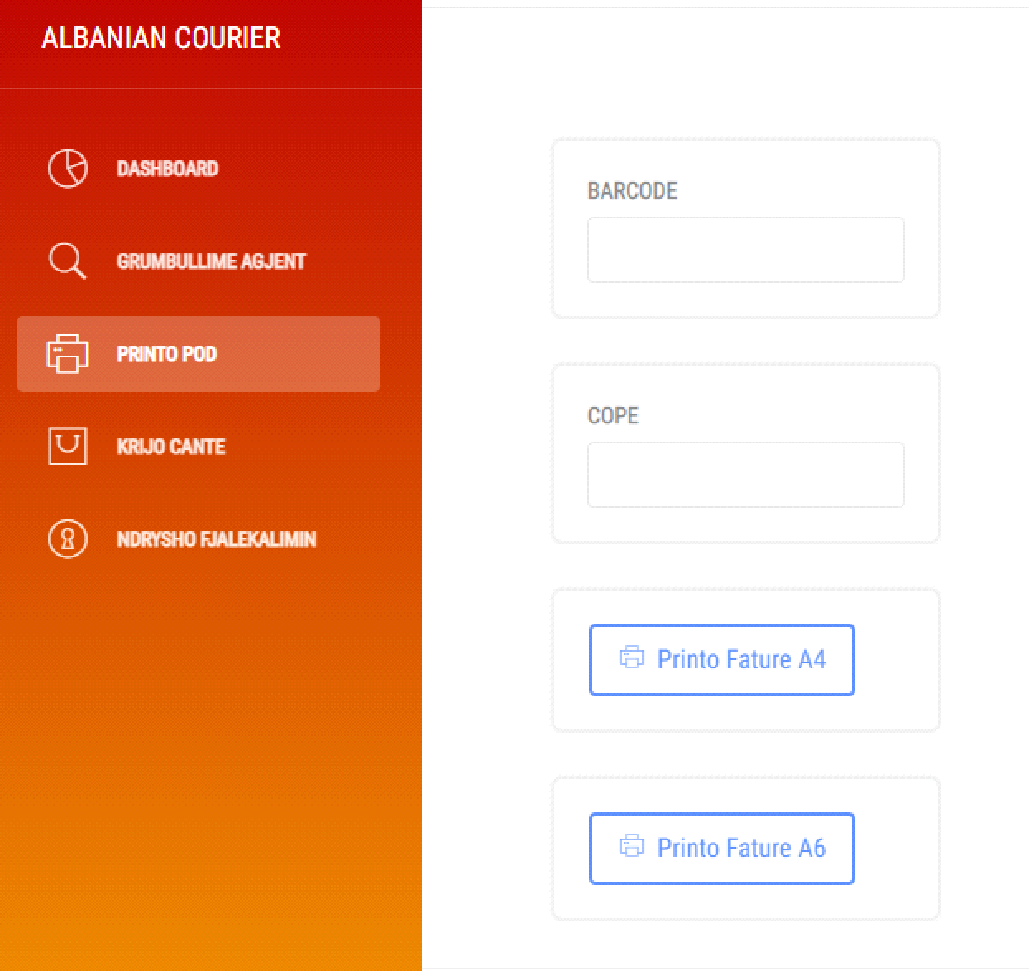 ALBANIAN COURIER
DASHBOARD
GRUMBULLIME AGJENT
PRINTO POD
KRIJO CANTE
NDRYSHO FJALEKALIMIN
BARCODE
COPE
Printo Fature A4
Printo Fature A6